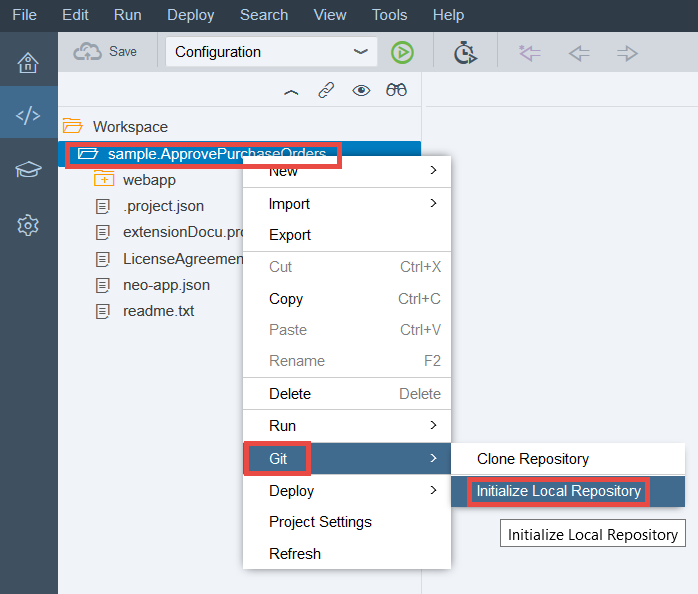 File Edit Run Deploy Search View Tools Help
Save Configuration
Workspace
sample.ApprovePurchaseOrders
webapp
.project.json
extensionDocu.pro
LicenseAgreemen
neo-app.json
readme.txt
New
Import
Export
Cut Ctrl+X
Copy Ctrl+C
Paste Ctrl+V
Rename F2
Delete Delete
Run
Git
Deploy
Project Settings
Refresh
Clone Repository
Initialize Local Repository
Initialize Local Repository